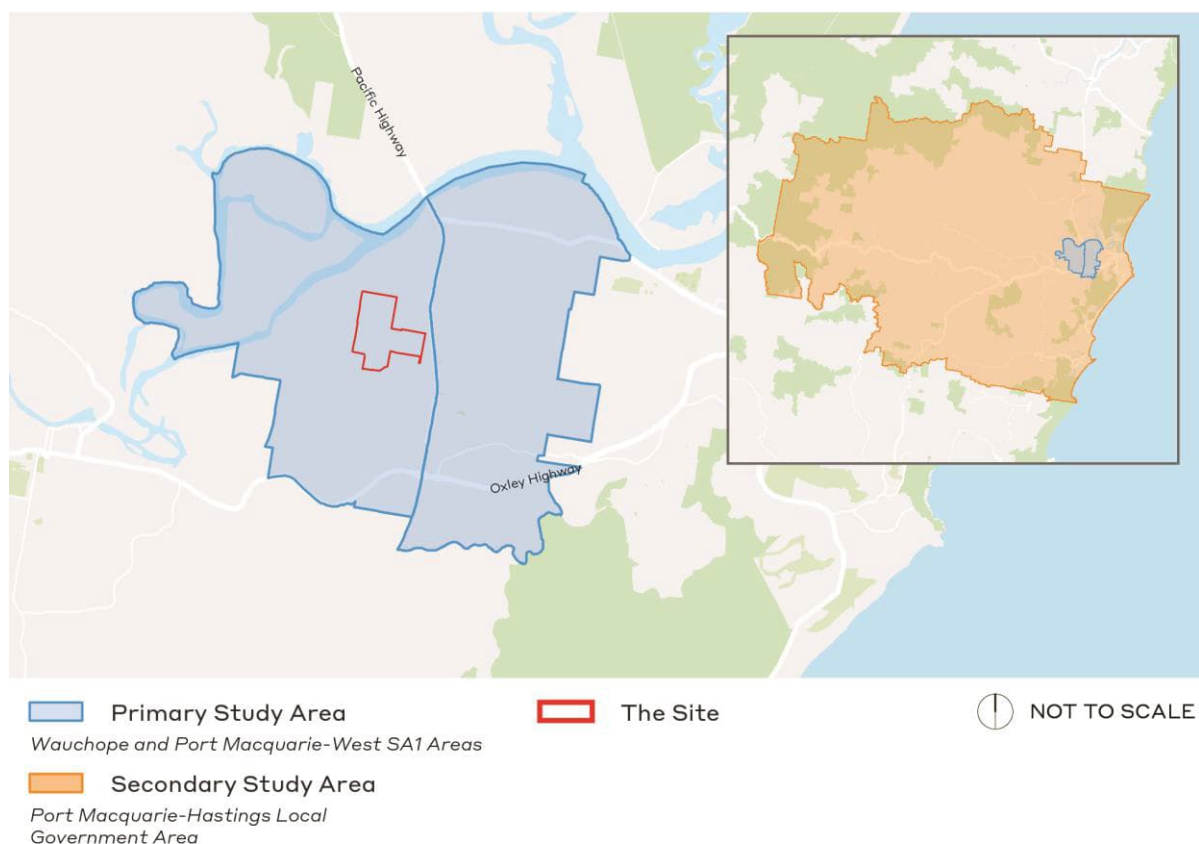 Pacific Highway
Oxley Highway
Primary Study Area
Wauchope and Port Macquarie-West SA1 Areas
The Site
NOT TO SCALE
Secondary Study Area
Port Macquarie-Hastings Local
Government Area